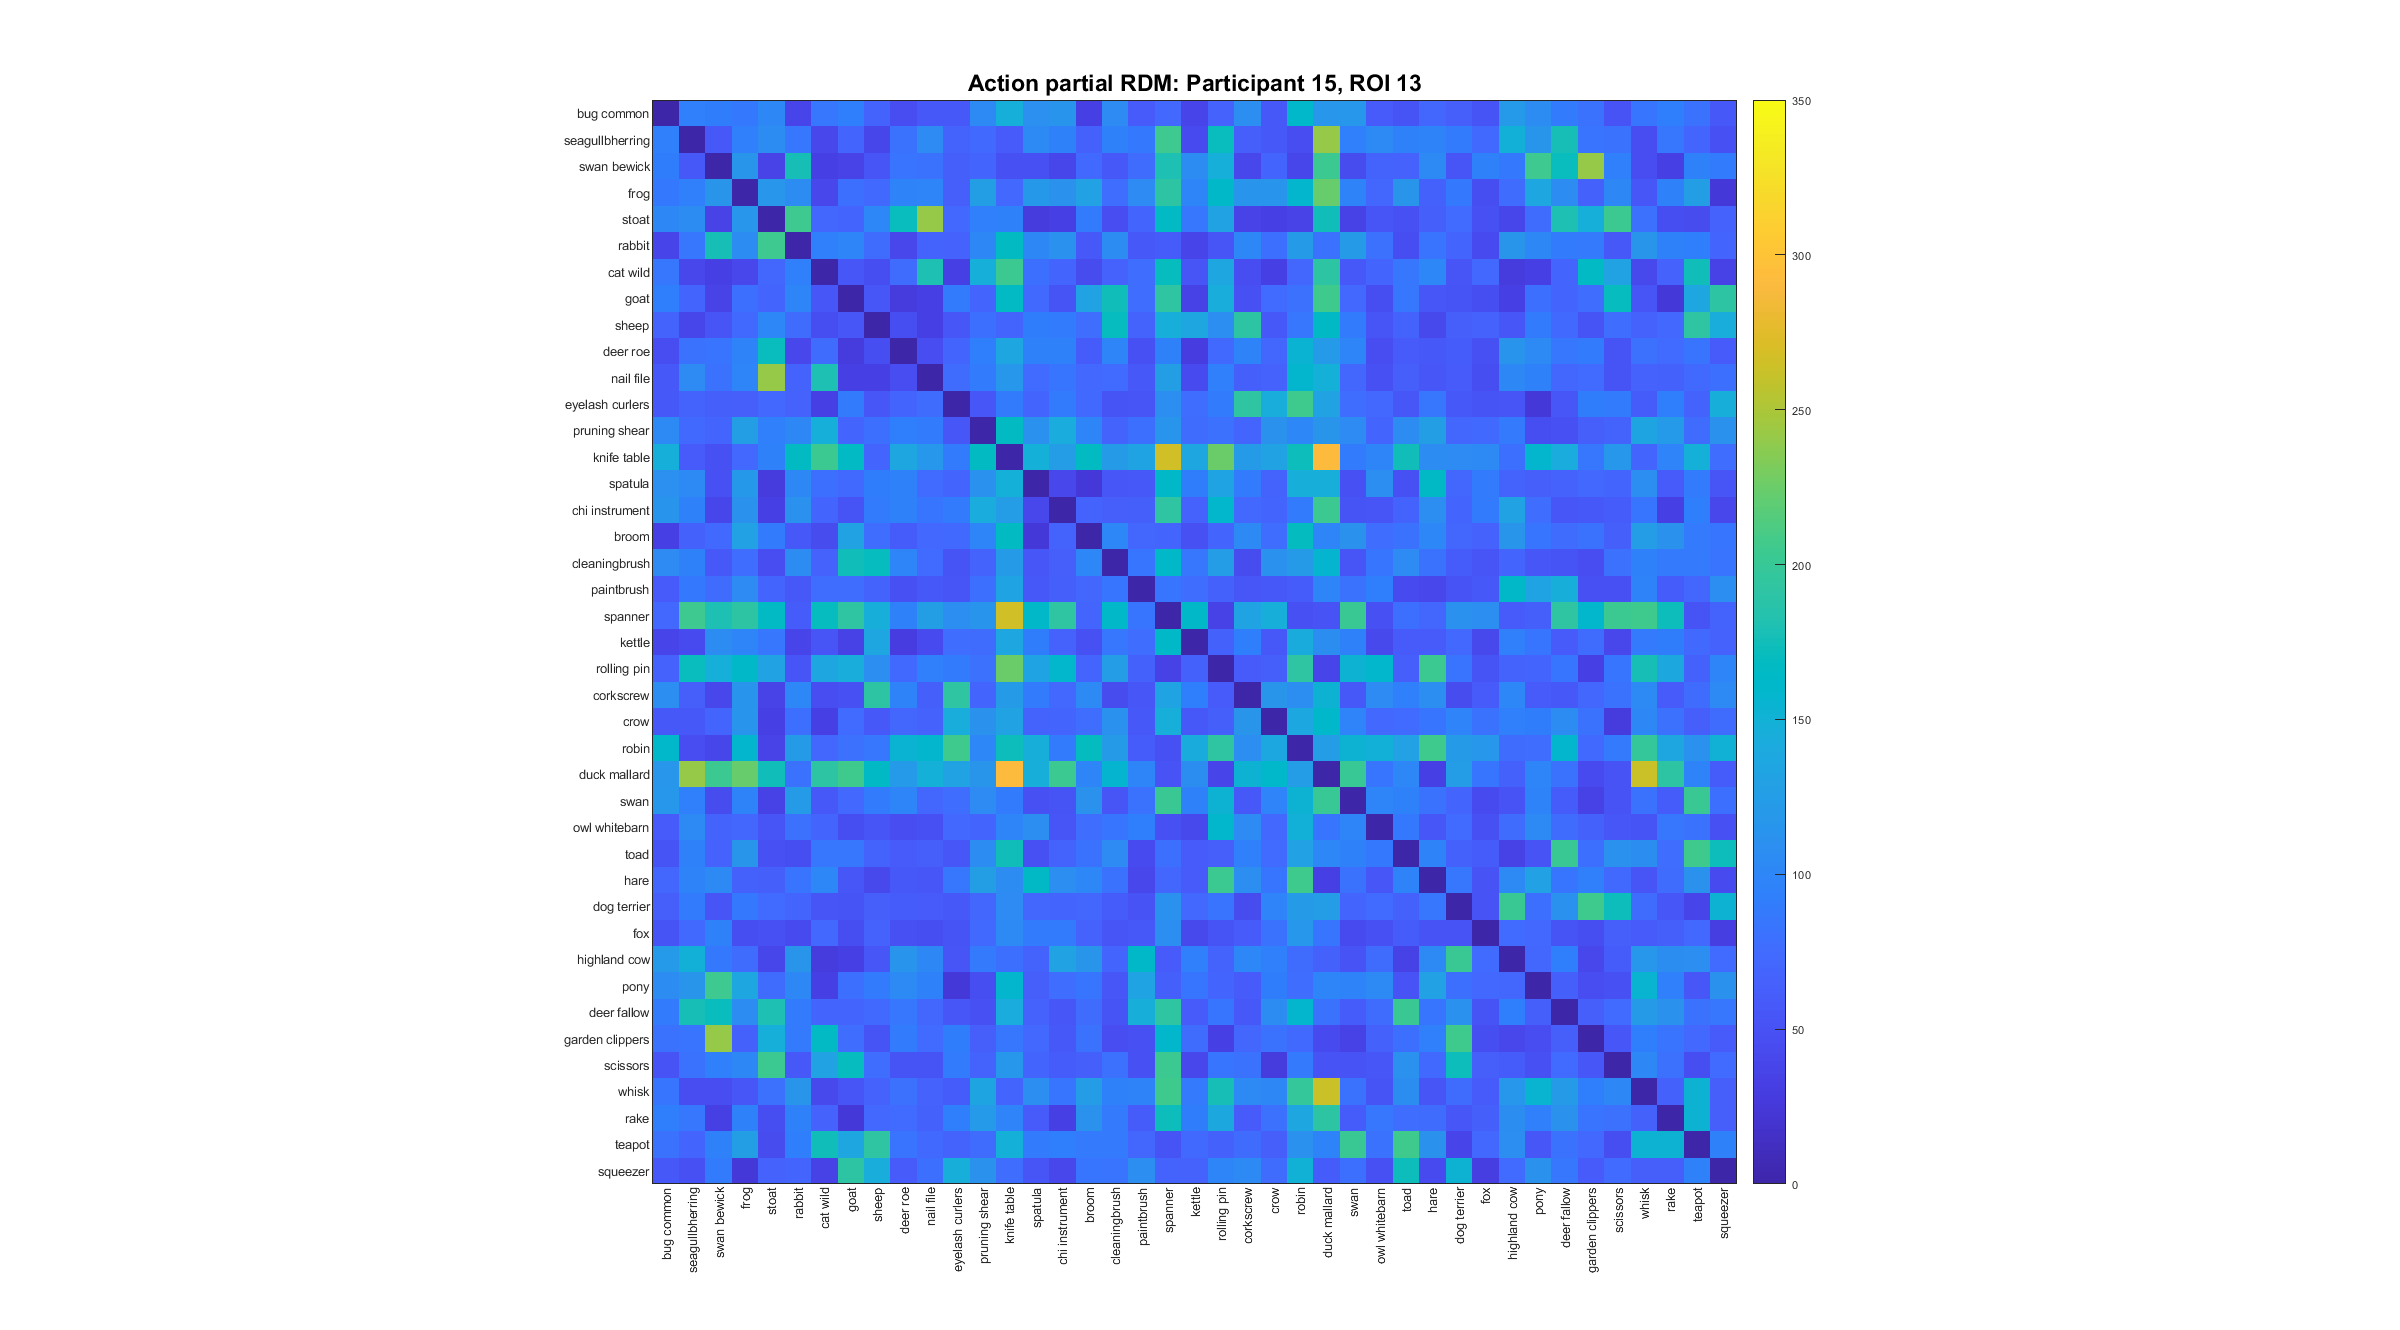 Action partial RDM: Participant 15, ROI 13
bug common
seagullbherring
swan bewick
frog
stoat
rabbit
cat wild
goat
sheep
deer roe
nail file
eyelash curlers
pruning shear
knife table
spatula
chi instrument
broom
cleaningbrush
paintbrush
spanner
kettle
rolling pin
corkscrew
crow
robin
duck mallard
swan
owl whitebarn
toad
hare
dog terrier
fox
highland cow
pony
deer fallow
garden clippers
scissors
whisk
rake
teapot
squeezer
bug common
seagullbherring
swan bewick
frog
stoat
rabbit
cat wild
goat
sheep
deer roe
nail file
eyelash curlers
pruning shear
knife table
spatula
chi instrument
broom
cleaningbrush
paintbrush
spanner
kettle
rolling pin
corkscrew
crow
robin
duck mallard
swan
owl whitebarn
toad
hare
dog terrier
fox
highland cow
pony
deer fallow
garden clippers
scissors
whisk
rake
teapot
squeezer
350
300
250
200
150
100
50
0